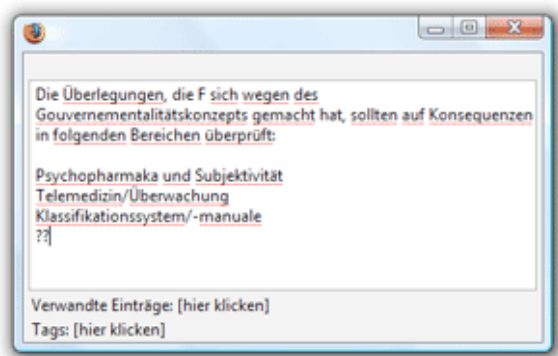 Die Überlegungen, die F sich wegen des
Gouvernementalitätskonzepts gemacht hat, sollten auf Konsequenzen
in folgenden Bereichen überprüft:
Psychopharmaka und Subjektivität
Telemedizin/Überwachung
Klassifikationssystem/-manuale
??
Verwandte Einträge: [hier klicken]
Tags: [hier klicken]